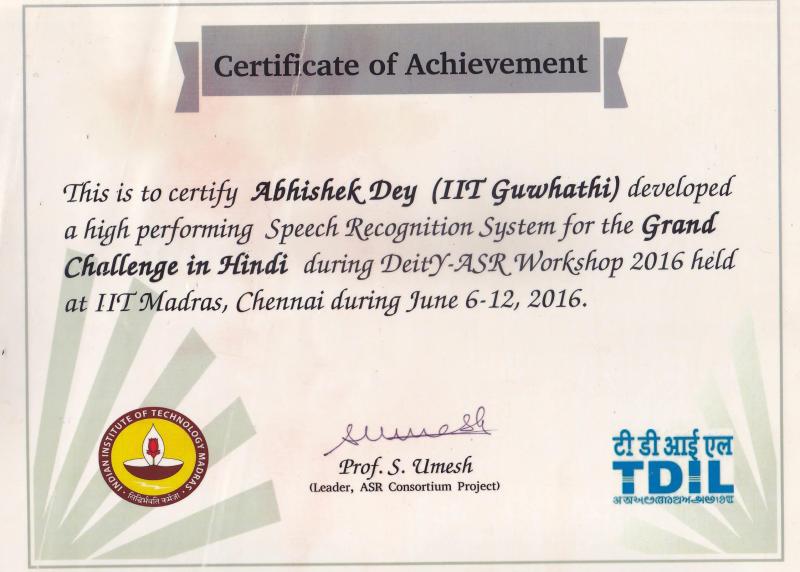 Certificate of Achievement
This is to certify Abhishek Dey (IIT Guwhathi) developed
a high performing Speech Recognition System for the Grand
Challenge in Hindi during DeitY-ASR Workshop 2016 held
at IIT Madras, Chennai during June 6-12, 2016.
INDIAN INSTITUTE OF TECHNOLOGY MADRAS
सिद्धिर्भवति कर्मजा
SUmesh
Prof. S. Umesh
(Leader, ASR Consortium Project)
टी डी आई एल
TDIL